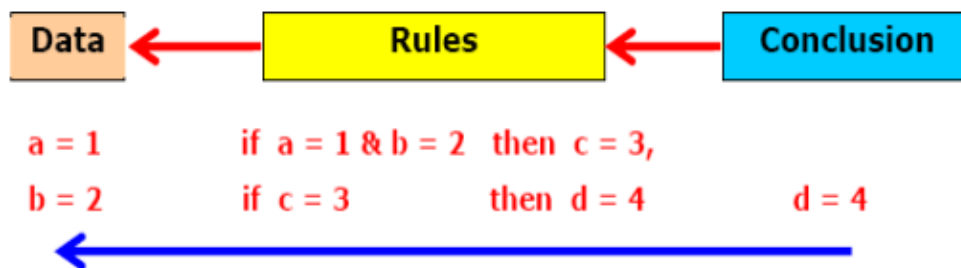 Data Rules Conclusion
a = 1 if a = 1 & b = 2 then c = 3,
b = 2 if c = 3 then d = 4 d = 4